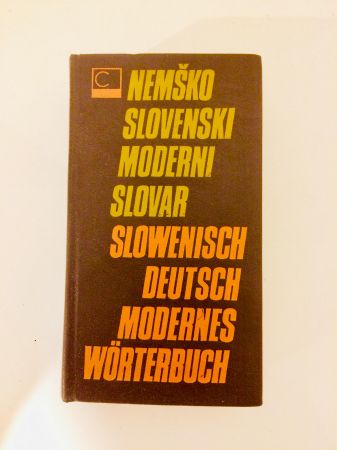 C
NEMŠKO
SLOVENSKI
MODERNI
SLOVAR
SLOWENISCH
DEUTSCH
MODERNES
WÖRTERBUCH